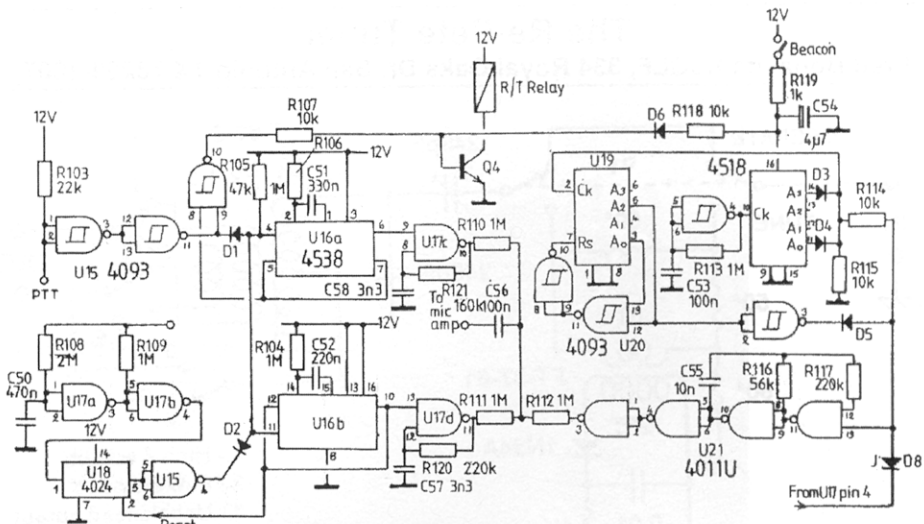 12V
Beacon
12V
R/T Relay
R119
1k
C54
4µ7
D6
R118 10k
R107
10k
12V
R103
22k
PTT
U15
4093
R105
47k
R106
1M
C51
330n
12V
Q4
U19
Ck
Rs
A3
A2
A1
A0
4518
16
Ck
A3
A2
A1
A0
D3
D4
R114
10k
R115
10k
D1
U16a
4538
U17c
R110 1M
R121
160k
C58 3n3
To
mic
amp
C56
100n
C53
100n
R113 1M
4093
U20
D5
R108
2M
R109
1M
C50
470n
U17a
U17b
12V
U18
4024
U15
D2
R104
1M
C52
220n
12V
U16b
U17d
R111 1M
R112 1M
R120
220k
C57 3n3
C55
10n
R116
56k
R117
220k
U21
4011U
D8
From U17 pin 4